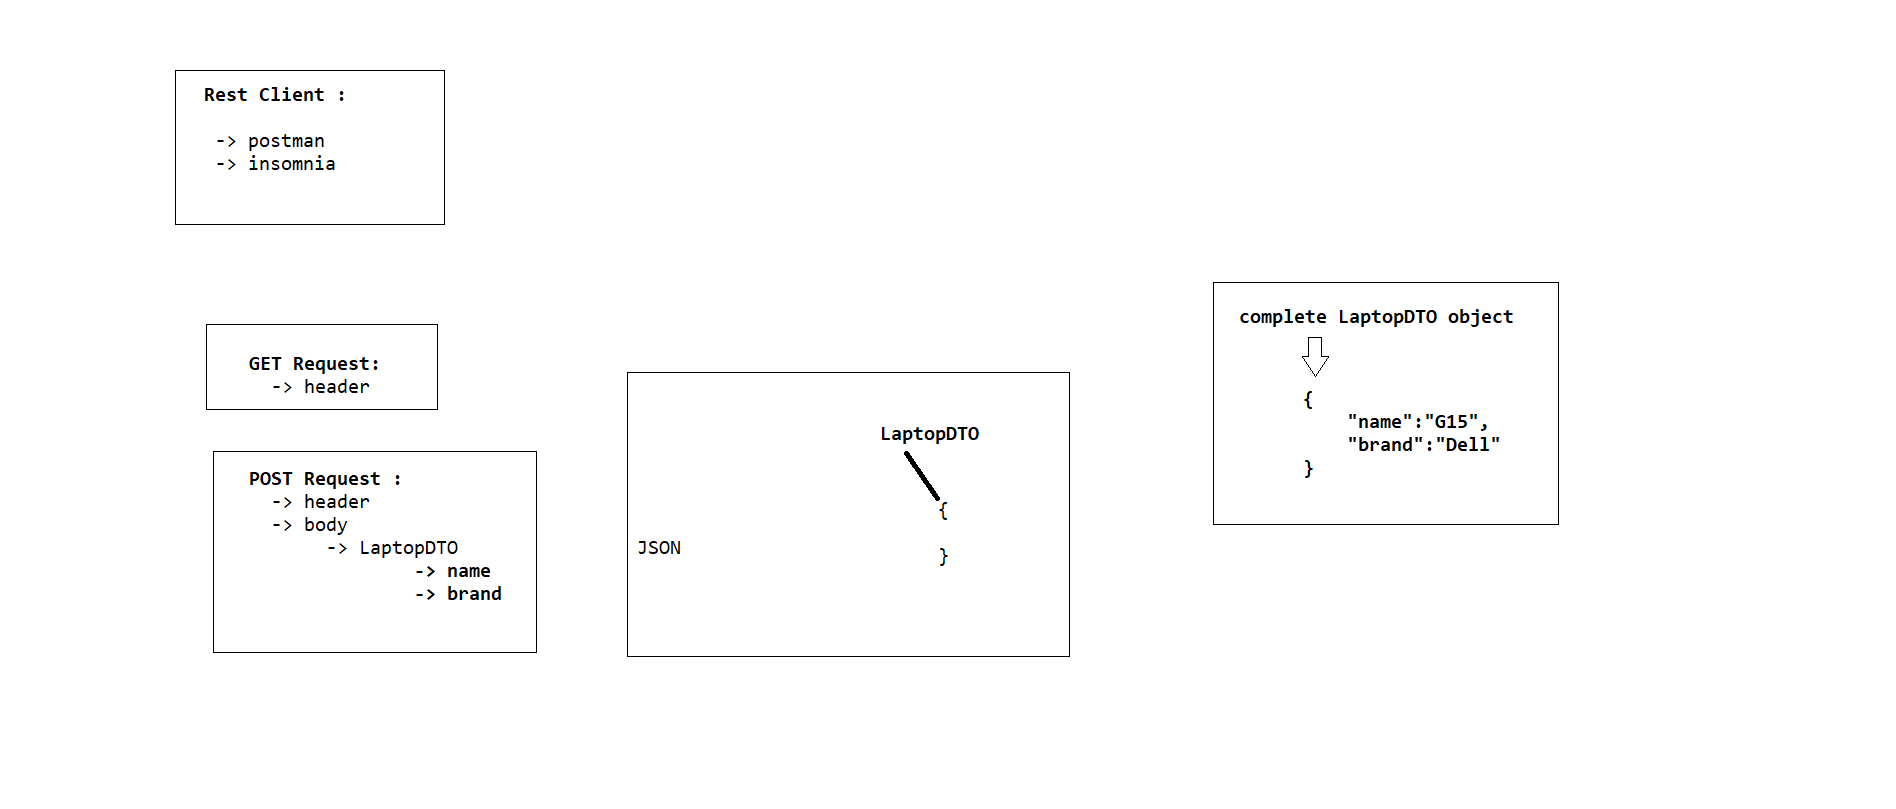 Rest Client :
-> postman
-> insomnia
GET Request:
-> header
POST Request :
-> header
-> body
-> LaptopDTO
-> name
-> brand
LaptopDTO
{
JSON
}
complete LaptopDTO object
{
"name":"G15",
"brand":"Dell"
}